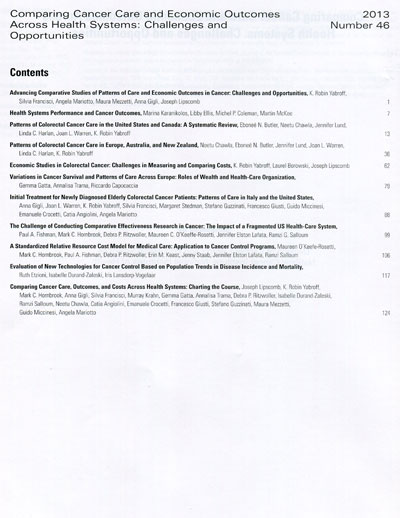 Comparing Cancer Care and Economic Outcomes
Across Health Systems: Challenges and
Opportunities
2013
Number 46
Contents
Advancing Comparative Studies of Patterns of Care and Economic Outcomes in Cancer: Challenges and Opportunities, K. Robin Yabroff,
Silvia Francisci, Angela Mariotto, Maura Mezzetti, Anna Gigli, Joseph Lipscomb 1
Health Systems Performance and Cancer Outcomes, Marina Karanikolos, Libby Ellis, Michel P. Coleman, Martin McKee 7
Patterns of Colorectal Cancer Care in the United States and Canada: A Systematic Review, Eboneé N. Butler, Neetu Chawla, Jennifer Lund,
Linda C. Harlan, Joan L. Warren, K. Robin Yabroff 13
Patterns of Colorectal Cancer Care in Europe, Australia, and New Zealand, Neetu Chawla, Eboneé N. Butler, Jennifer Lund, Joan L. Warren,
Linda C. Harlan, K. Robin Yabroff 36
Economic Studies in Colorectal Cancer: Challenges in Measuring and Comparing Costs, K. Robin Yabroff, Laurel Borowski, Joseph Lipscomb 62
Variations in Cancer Survival and Patterns of Care Across Europe: Roles of Wealth and Health-Care Organization,
Gemma Gatta, Annalisa Trama, Riccardo Capocaccia 79
Initial Treatment for Newly Diagnosed Elderly Colorectal Cancer Patients: Patterns of Care in Italy and the United States,
Anna Gigli, Joan L. Warren, K. Robin Yabroff, Silvia Francisci, Margaret Stedman, Stefano Guzzinati, Francesco Giusti, Guido Miccinesi,
Emanuele Crocetti, Catia Angiolini, Angela Mariotto 88
The Challenge of Conducting Comparative Effectiveness Research in Cancer: The Impact of a Fragmented US Health-Care System,
Paul A. Fishman, Mark C. Hornbrook, Debra P. Ritzwoller, Maureen C. O'Keeffe-Rosetti, Jennifer Elston Lafata, Ramzi G. Salloum 99
A Standardized Relative Resource Cost Model for Medical Care: Application to Cancer Control Programs, Maureen O'Keeffe-Rosetti,
Mark C. Hornbrook, Paul A. Fishman, Debra P. Ritzwoller, Erin M. Keast, Jenny Staab, Jennifer Elston Lafata, Ramzi Salloum 106
Evaluation of New Technologies for Cancer Control Based on Population Trends in Disease Incidence and Mortality,
Ruth Etzioni, Isabelle Durand-Zaleski, Iris Lansdorp-Vogelaar 117
Comparing Cancer Care, Outcomes, and Costs Across Health Systems: Charting the Course, Joseph Lipscomb, K. Robin Yabroff,
Mark C. Hornbrook, Anna Gigli, Silvia Francisci, Murray Krahn, Gemma Gatta, Annalisa Trama, Debra P. Ritzwoller, Isabelle Durand-Zaleski,
Ramzi Salloum, Neetu Chawla, Catia Angiolini, Emanuele Crocetti, Francesco Giusti, Stefano Guzzinati, Maura Mezzetti,
Guido Miccinesi, Angela Mariotto 124